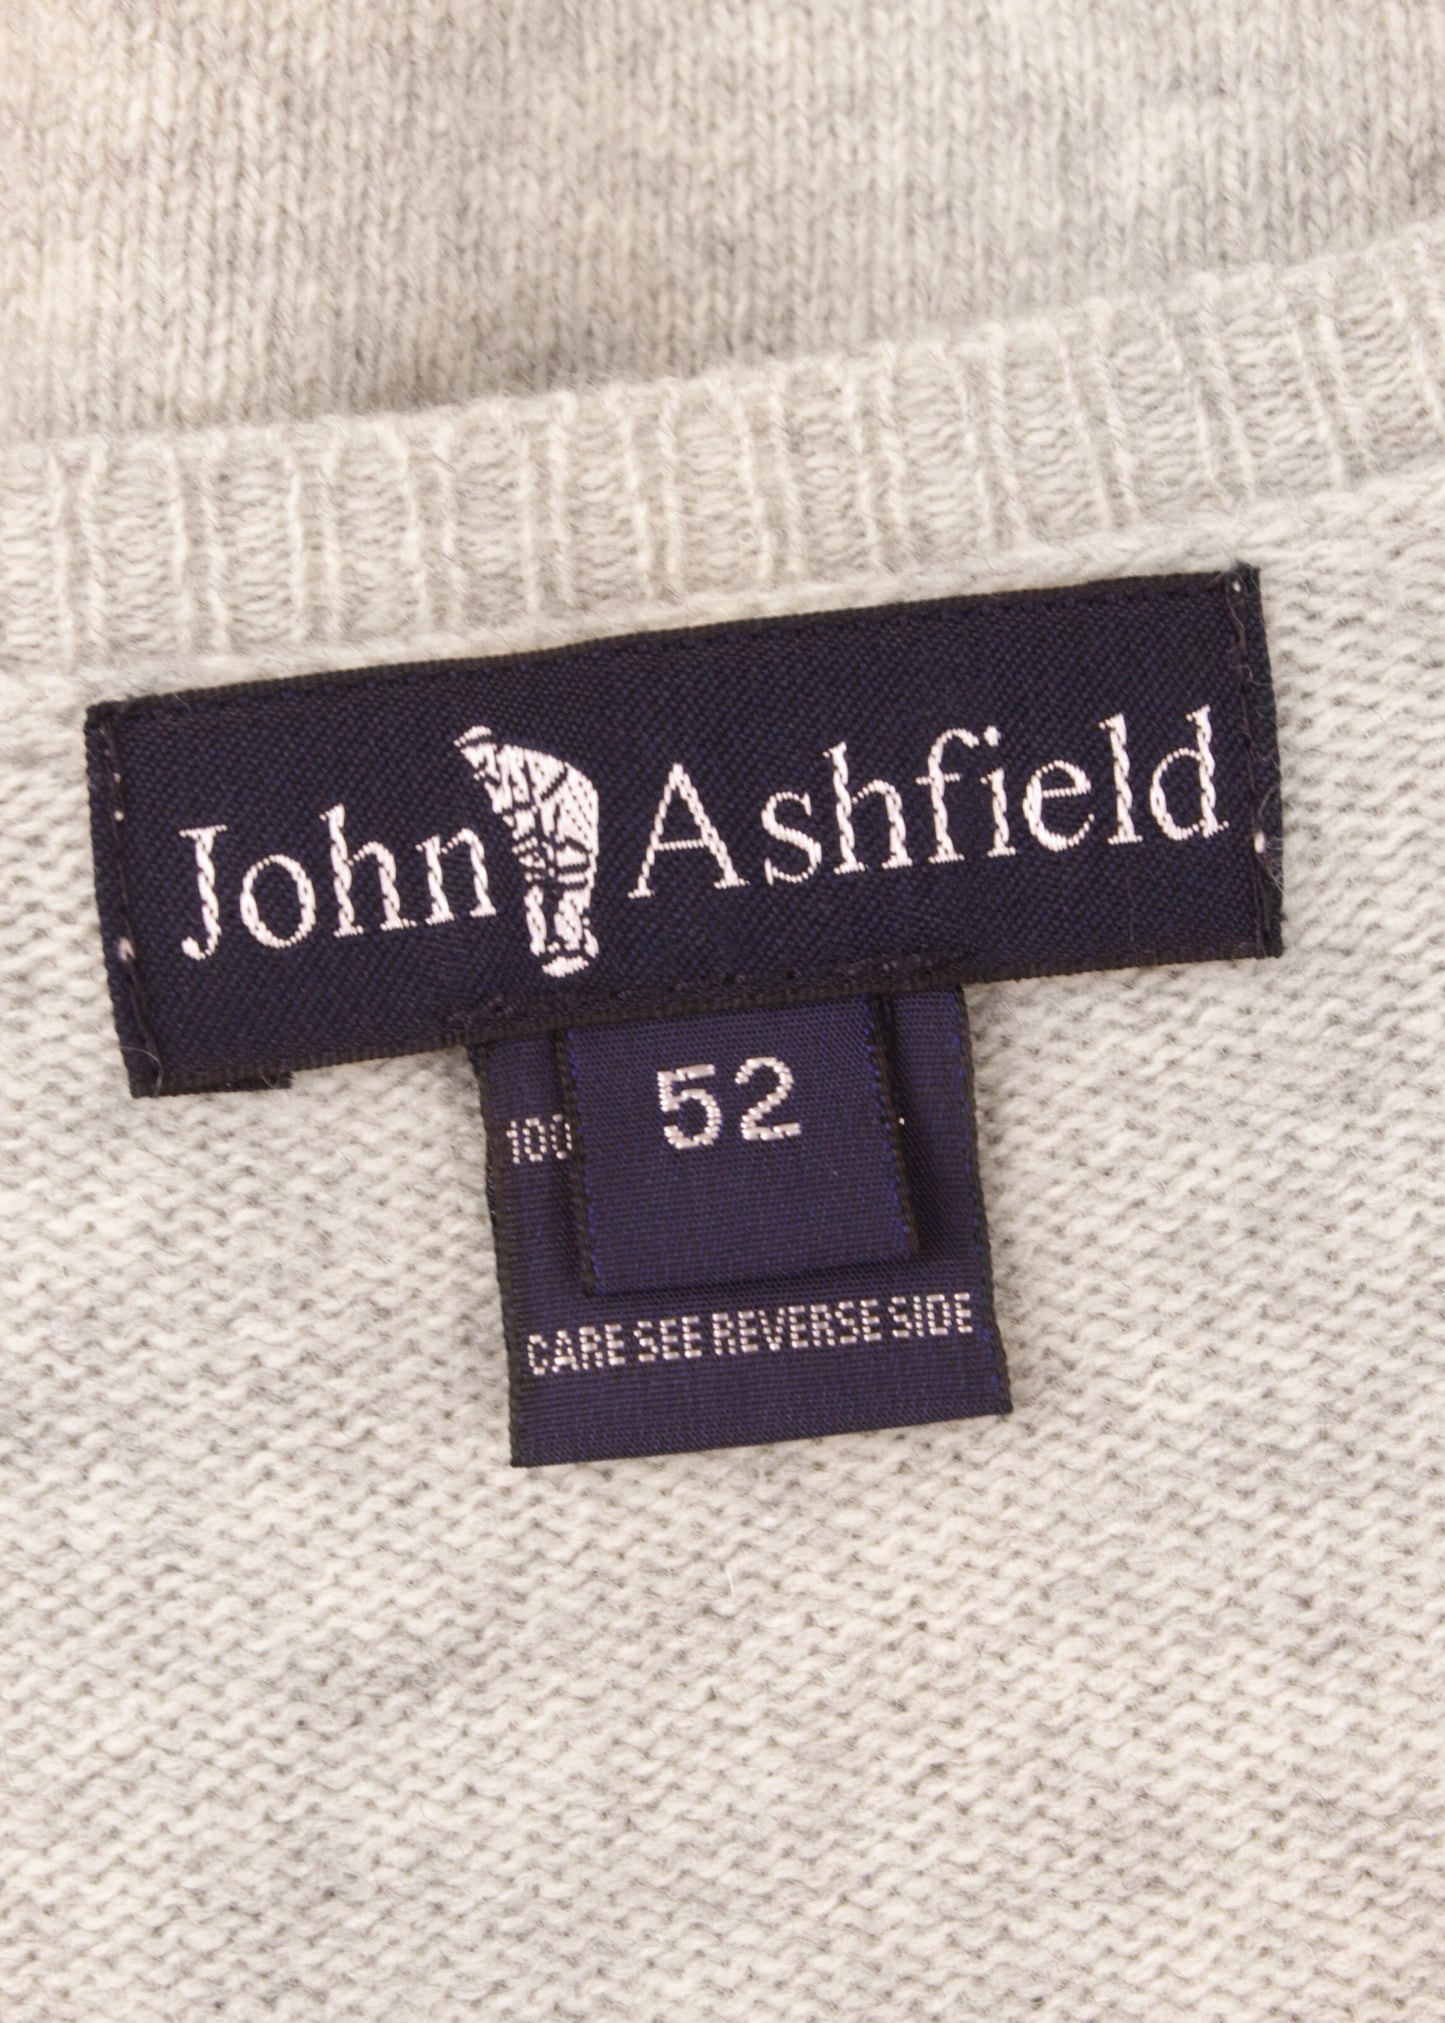 John Ashfield
52
100
CARE SEE REVERSE SIDE